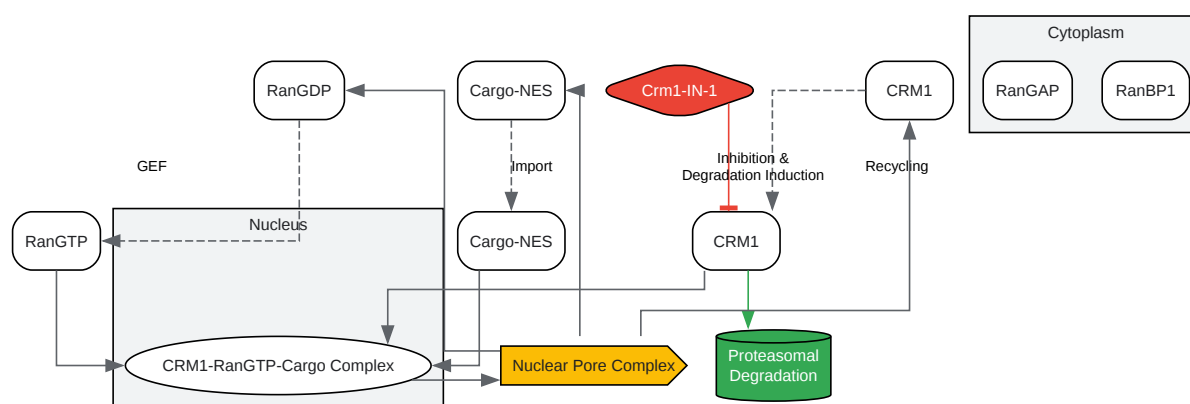 Cytoplasm
RanGDP
Cargo-NES
Crm1-IN-1
CRM1
RanGAP
RanBP1
GEF
Import
Inhibition &
Degradation Induction
Recycling
Nucleus
RanGTP
Cargo-NES
CRM1
CRM1-RanGTP-Cargo Complex
Nuclear Pore Complex
Proteasomal
Degradation